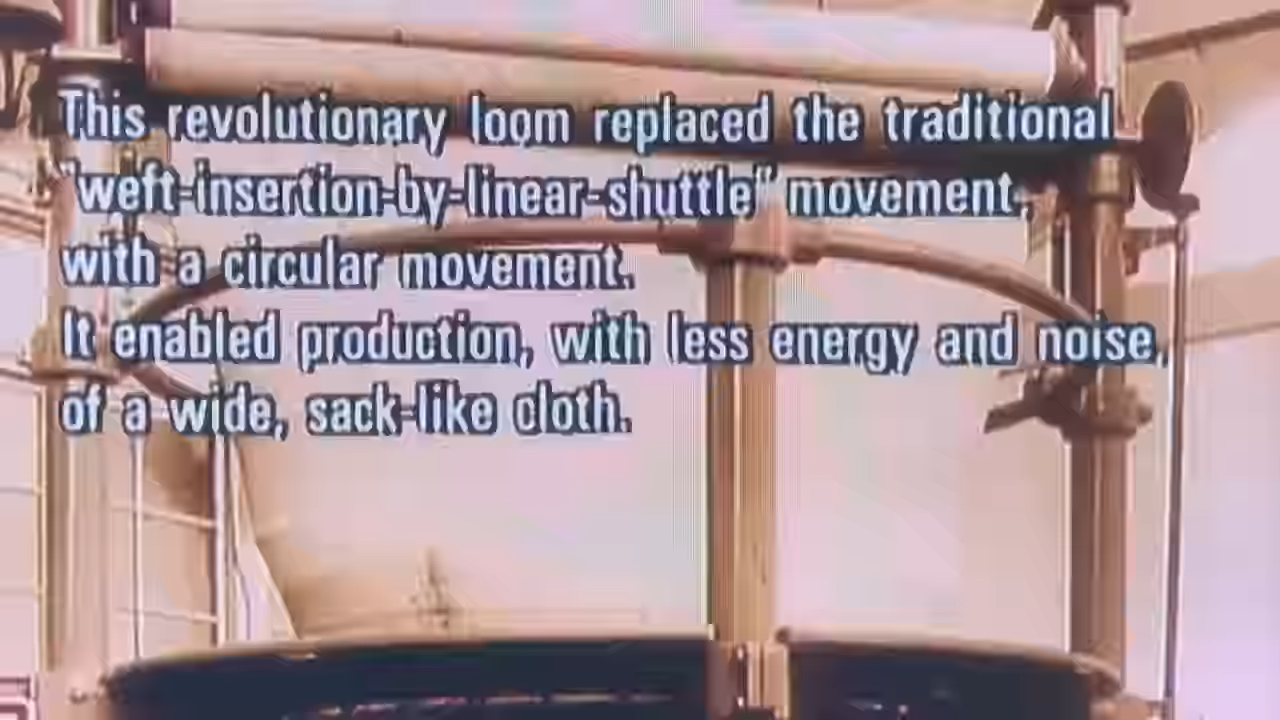 This revolutionary loom replaced the traditional
"weft-insertion-by-linear-shuttle" movement,
with a circular movement.
It enabled production, with less energy and noise,
of a wide, sack-like cloth.